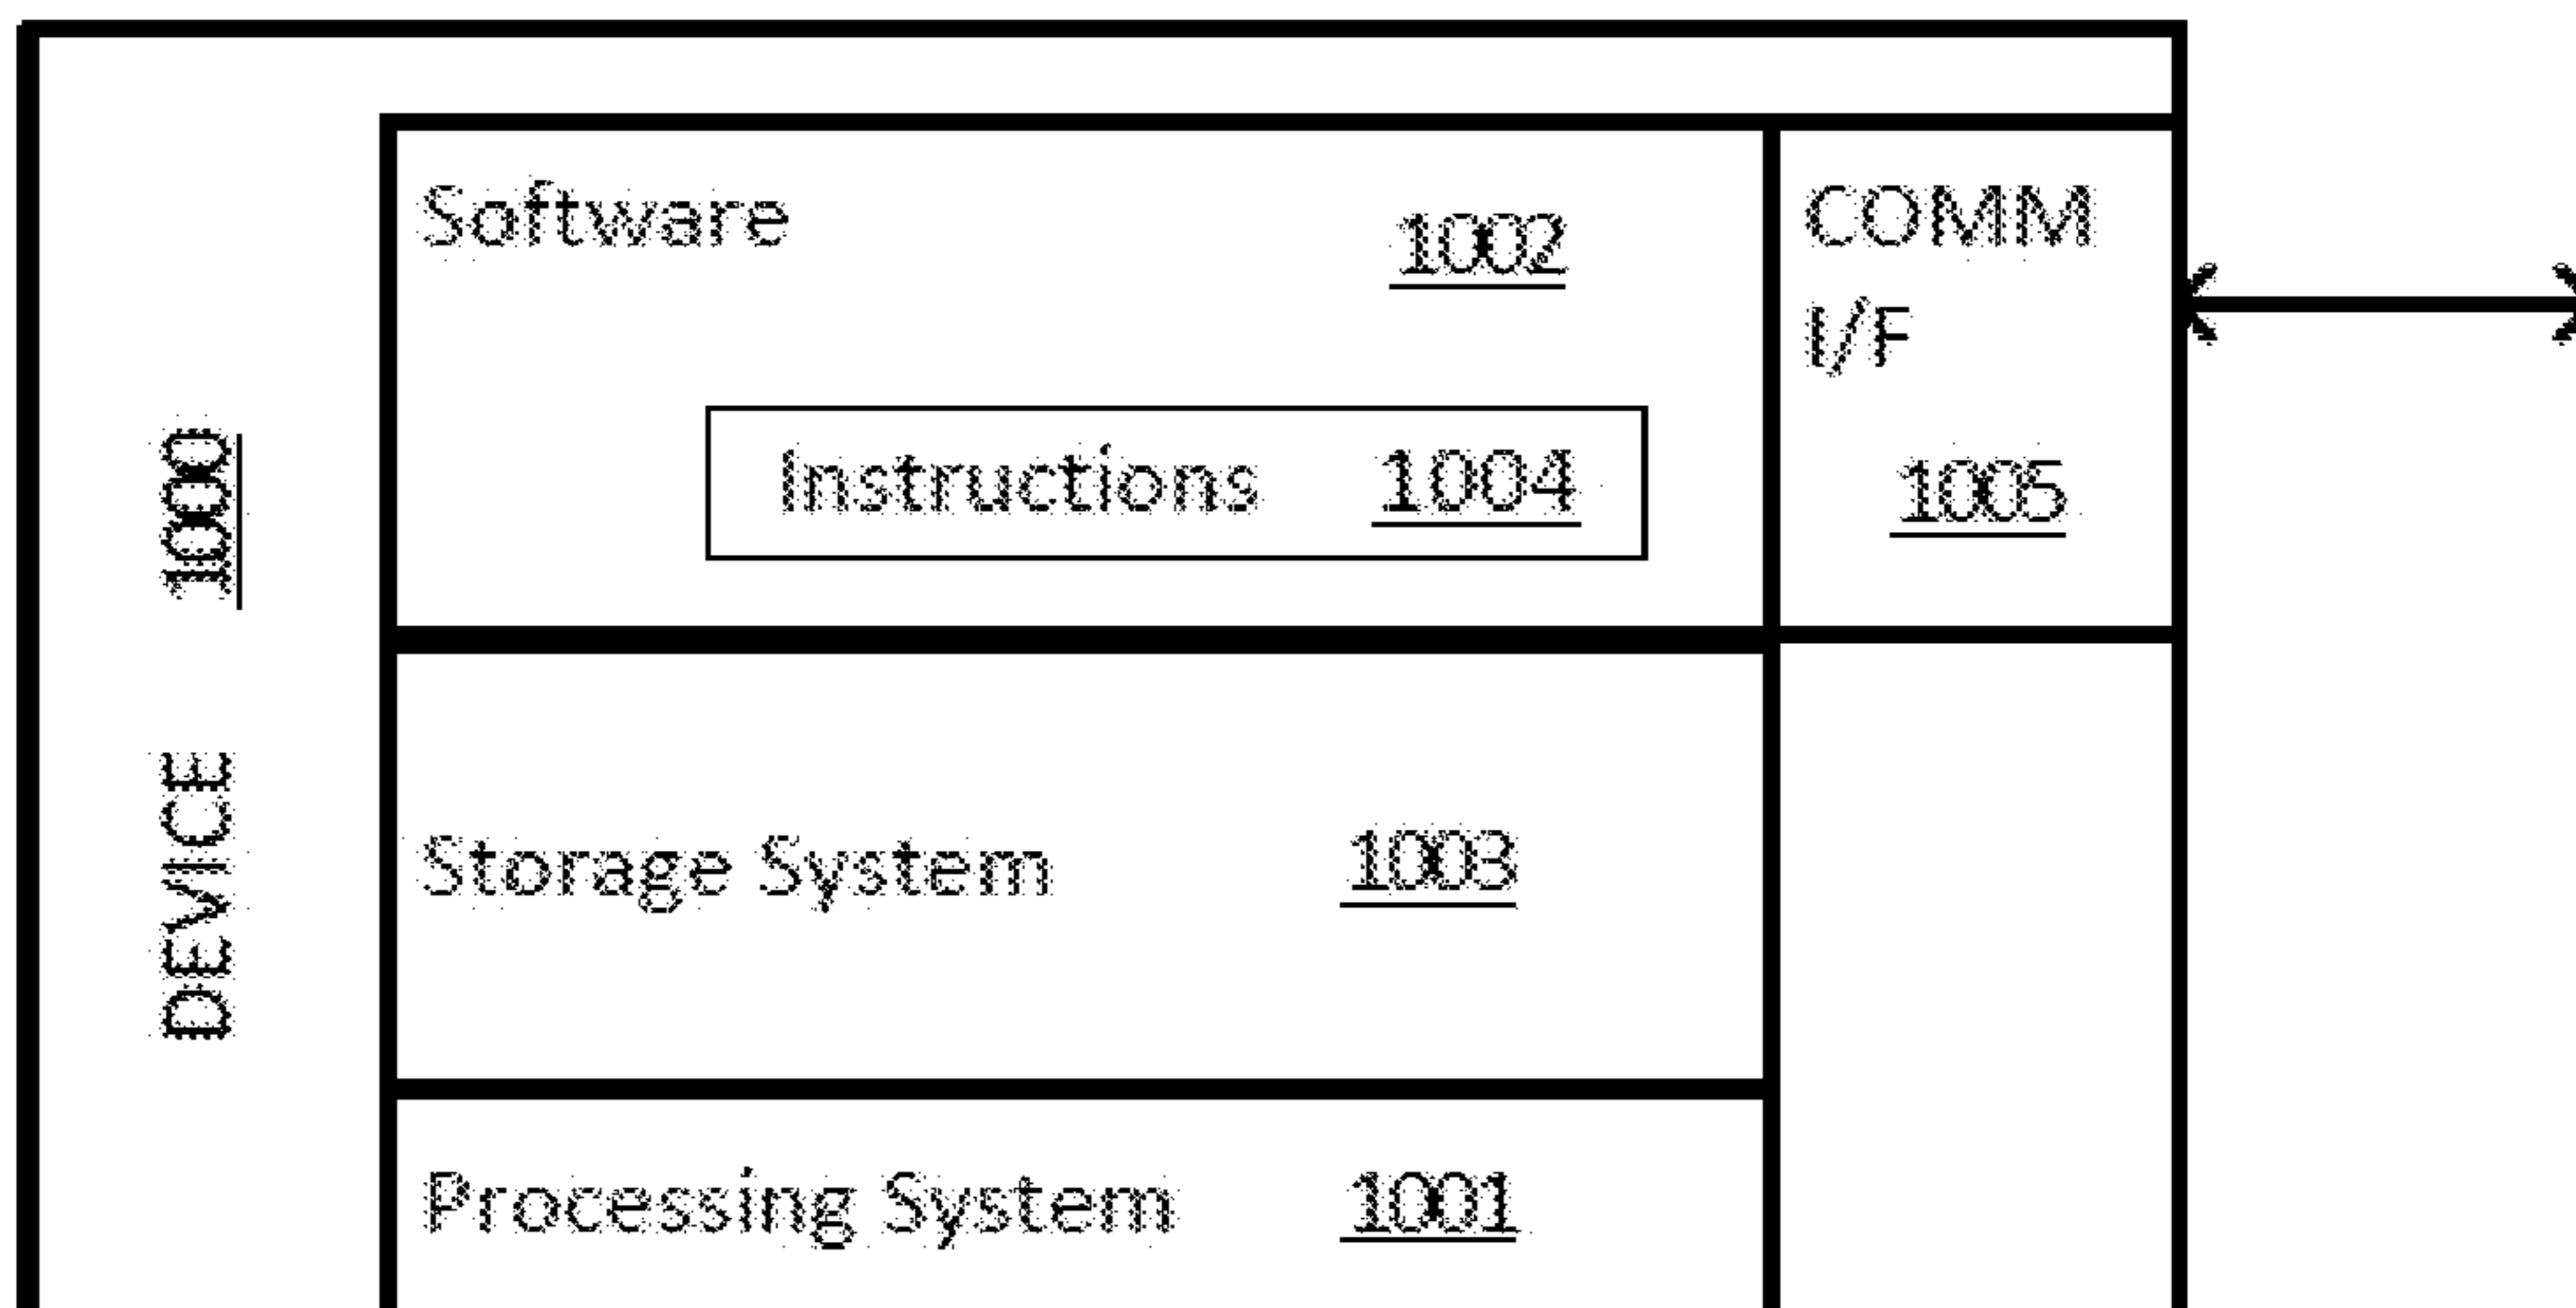 Software 1002
COMM
I/F
1005
Instructions 1004
DEVICE 1000
Storage System 1003
Processing System 1001